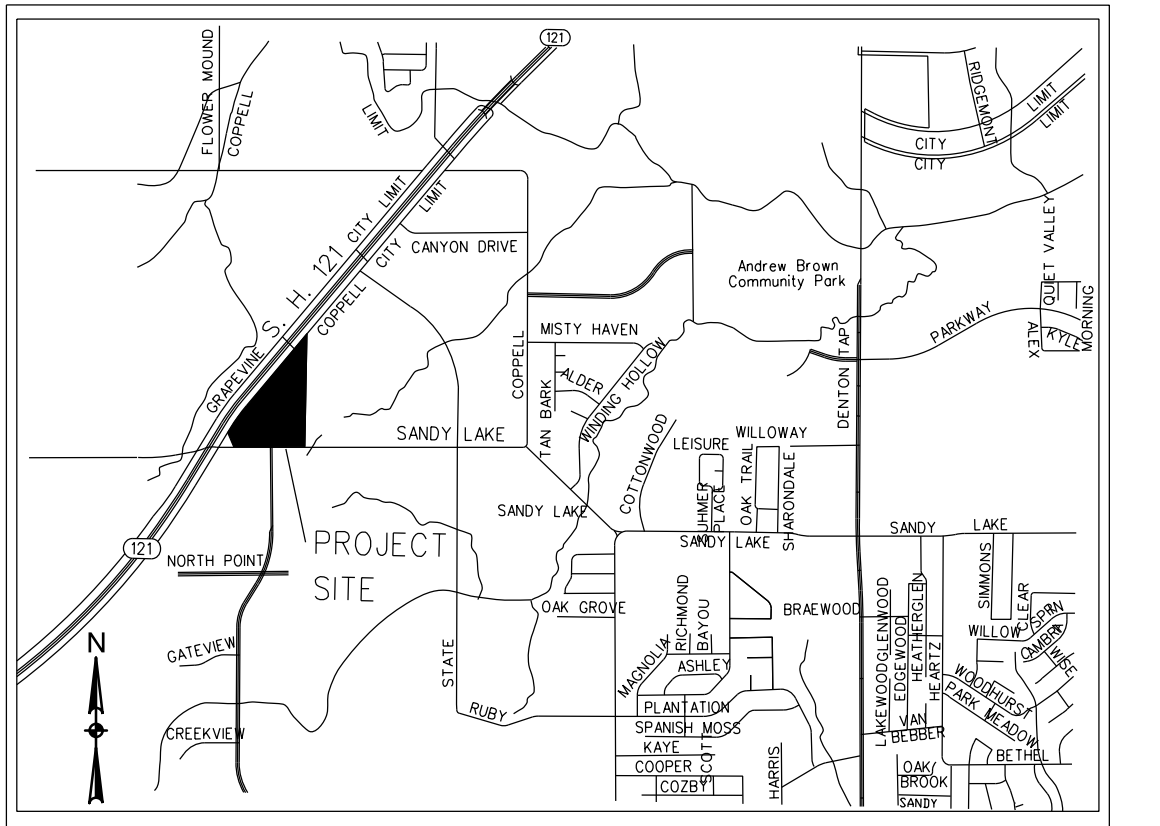 121
FLOWER MOUND
COPPELL
LIMIT
RIDGEMONT
LIMIT
LIMIT
CITY
CITY
CITY LIMIT
CITY LIMIT
CANYON DRIVE
S. H. 121
GRAPEVINE
COPPELL
Andrew Brown
Community Park
QUIET VALLEY
MORNING
PARKWAY
ALEX
KYLE
MISTY HAVEN
COPPELL
ALDER
WINDING HOLLOW
TAN BARK
DENTON TAP
SANDY LAKE
COTTONWOOD
LEISURE
WILLOWAY
OAK TRAIL
SHARONDALE
PLACE
SANDY LAKE
SANDY LAKE
SANDY LAKE
121
NORTH POINT
PROJECT
SITE
OAK GROVE
RICHMOND
BAYOU
BRAEWOOD
LAKEWOOD
GLENWOOD
EDGEWOOD
HEATHERGLEN
HEARTZ
SIMMONS
CLEAR
WILLOW
CAMBRA
WISE
N
GATEVIEW
STATE
MAGNOLIA
ASHLEY
WOODHURST
PARK MEADOW
RUBY
PLANTATION
SPANISH MOSS
VAN
BEBBER
CREEKVIEW
KAYE
SCOTT
COOPER
COZBY
HARRIS
BETHEL
OAK
BROOK
SANDY